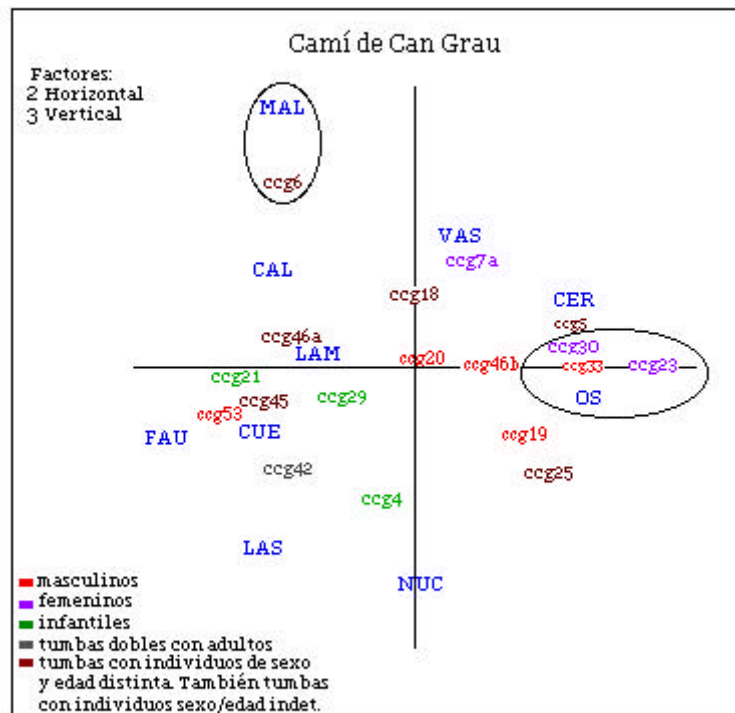 Camí de Can Grau
Factores:
2 Horizontal
3 Vertical
MAL
ccg6
VAS
ccg7a
CAL
ccg18
CER
ccg5
ccg46a
ccg30
LAM
ccg20
ccg46b
ccg33
ccg23
ccg21
ccg29
OS
ccg45
ccg53
FAU
CUE
ccg19
ccg42
ccg25
ccg4
LAS
NUC
masculinos
femeninos
infantiles
tumbas dobles con adultos
tumbas con individuos de sexo
y edad distinta. También tumbas
con individuos sexo/edad indet.